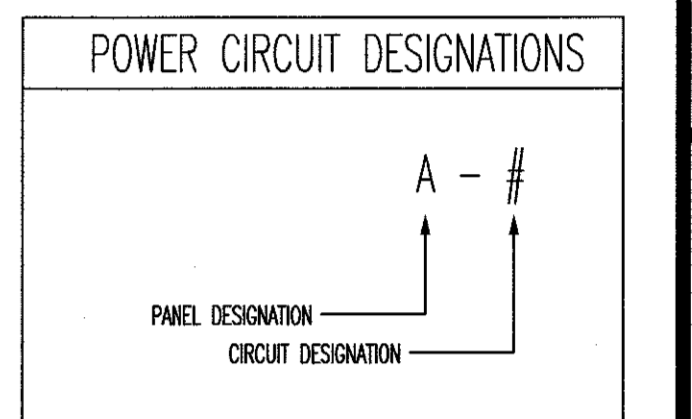 POWER CIRCUIT DESIGNATIONS
A - #
PANEL DESIGNATION
CIRCUIT DESIGNATION